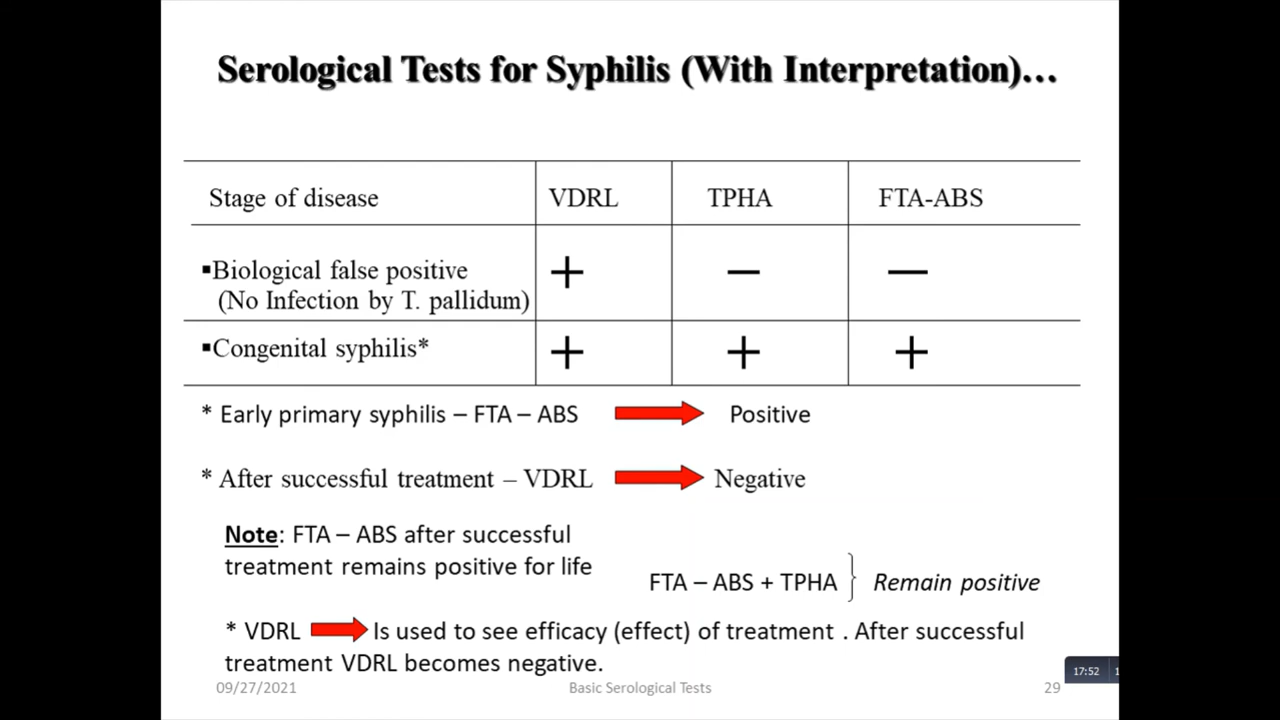 Serological Tests for Syphilis (With Interpretation)…
Stage of disease VDRL TPHA FTA-ABS
▪Biological false positive + − −
(No Infection by T. pallidum)
▪Congenital syphilis* + + +
* Early primary syphilis – FTA – ABS Positive
* After successful treatment – VDRL Negative
Note: FTA – ABS after successful
treatment remains positive for life
FTA – ABS + TPHA } Remain positive
* VDRL Is used to see efficacy (effect) of treatment . After successful
treatment VDRL becomes negative.
17:52
09/27/2021 Basic Serological Tests 29